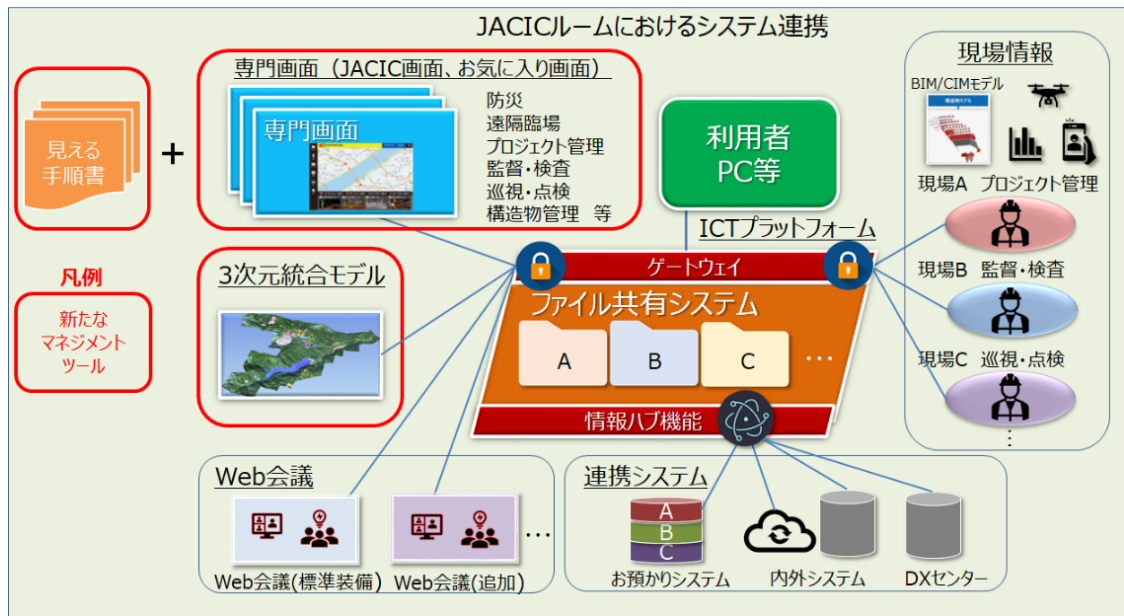 JACICルームにおけるシステム連携
専門画面（JACIC画面、お気に入り画面）
見える
手順書
+
専門画面
防災
遠隔臨場
プロジェクト管理
監督・検査
巡視・点検
構造物管理 等
利用者
PC等
現場情報
BIM/CIMモデル
現場A プロジェクト管理
現場B 監督・検査
現場C 巡視・点検
⋮
凡例
新たな
マネジメント
ツール
3次元統合モデル
ICTプラットフォーム
ゲートウェイ
ファイル共有システム
A
B
C
…
情報ハブ機能
Web会議
Web会議(標準装備)
Web会議(追加)
…
連携システム
A
B
C
お預かりシステム
内外システム
DXセンター